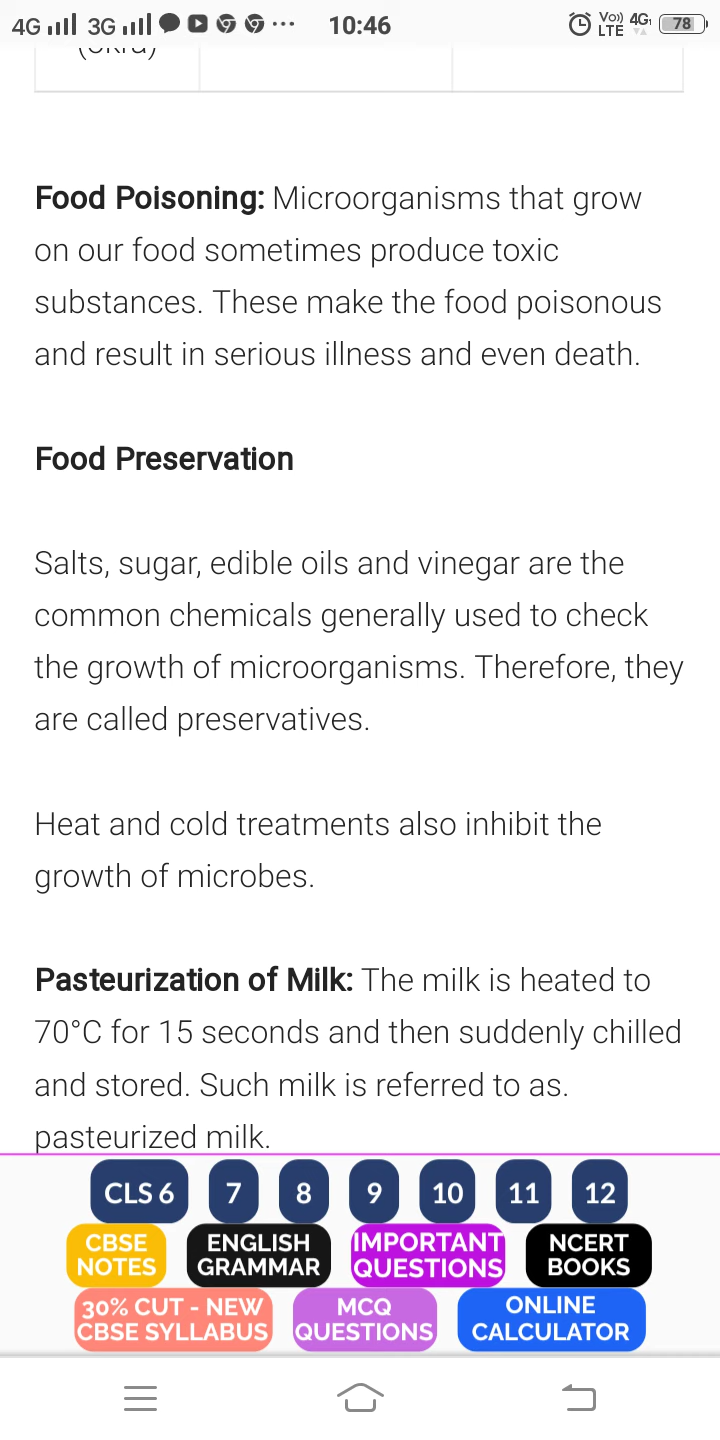 4G 3G ... 10:46 Vo)) LTE 4G 78
Food Poisoning: Microorganisms that grow
on our food sometimes produce toxic
substances. These make the food poisonous
and result in serious illness and even death.
Food Preservation
Salts, sugar, edible oils and vinegar are the
common chemicals generally used to check
the growth of microorganisms. Therefore, they
are called preservatives.
Heat and cold treatments also inhibit the
growth of microbes.
Pasteurization of Milk: The milk is heated to
70°C for 15 seconds and then suddenly chilled
and stored. Such milk is referred to as.
pasteurized milk.
CLS 6 7 8 9 10 11 12
CBSE
NOTES
ENGLISH
GRAMMAR
IMPORTANT
QUESTIONS
NCERT
BOOKS
30% CUT - NEW
CBSE SYLLABUS
MCQ
QUESTIONS
ONLINE
CALCULATOR